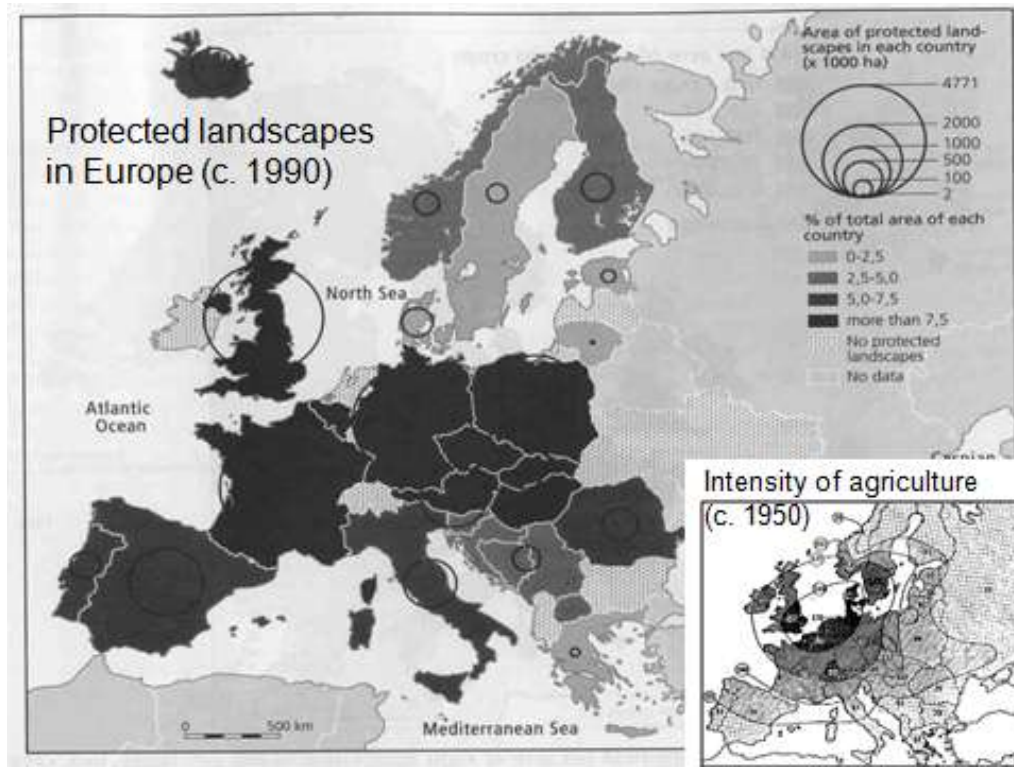 Protected landscapes
in Europe (c. 1990)
Area of protected land-
scapes in each country
(x 1000 ha)
4771
2000
1000
500
100
2
% of total area of each
country
0-2,5
2,5-5,0
5,0-7,5
more than 7,5
No protected
landscapes
No data
North Sea
Atlantic
Ocean
Caspian
Intensity of agriculture
(c. 1950)
0 500 km
Mediterranean Sea